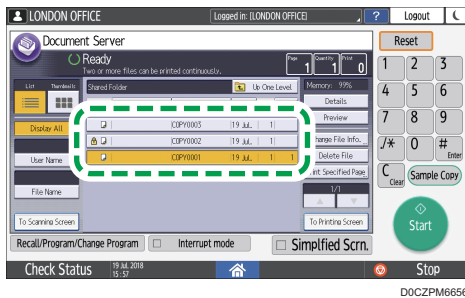 LONDON OFFICE
Logged in: [LONDON OFFICE]
?
Logout
Document Server
Reset
Ready
Two or more files can be printed continuously.
Page
1
Quantity
1
Print
0
List
Thumbnails
Shared Folder
Up One Level
Memory: 99%
Details
Preview
Display All
COPY0003 19 Jul. 1
COPY0002 19 Jul. 1
COPY0001 19 Jul. 1 1
Change File Info.
Delete File
Print Specified Page
User Name
File Name
1/1
To Scanning Screen
To Printing Screen
1 2 3
4 5 6
7 8 9
./* 0 #
Enter
C
Clear
Sample Copy
Start
Recall/Program/Change Program
Interrupt mode
Simplfied Scrn.
Check Status
19 Jul. 2018
15:57
Stop
D0CZPM6656